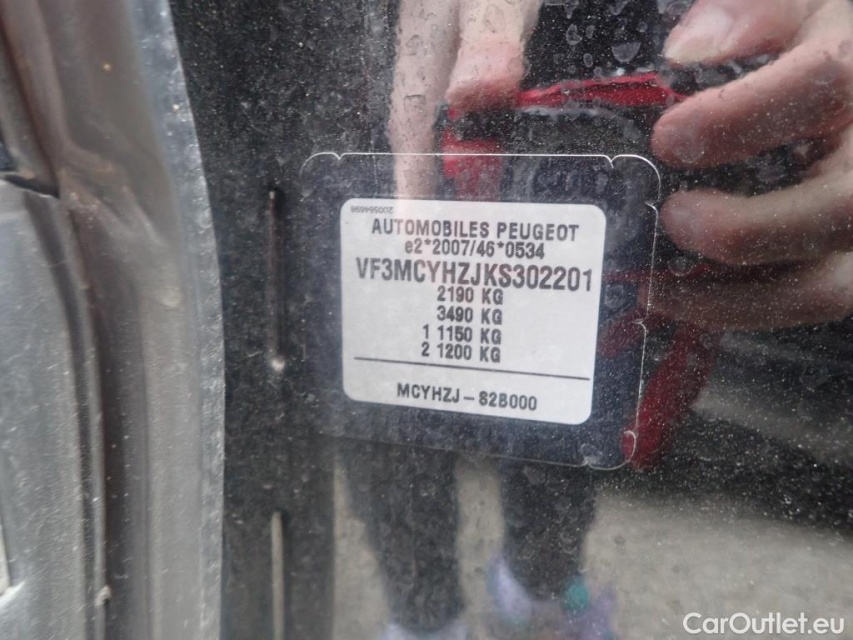 2005646698
AUTOMOBILES PEUGEOT
e2*2007/46*0534
VF3MCYHZJKS302201
2190 KG
3490 KG
1 1150 KG
2 1200 KG
MCYHZJ-82B000
CarOutlet.eu